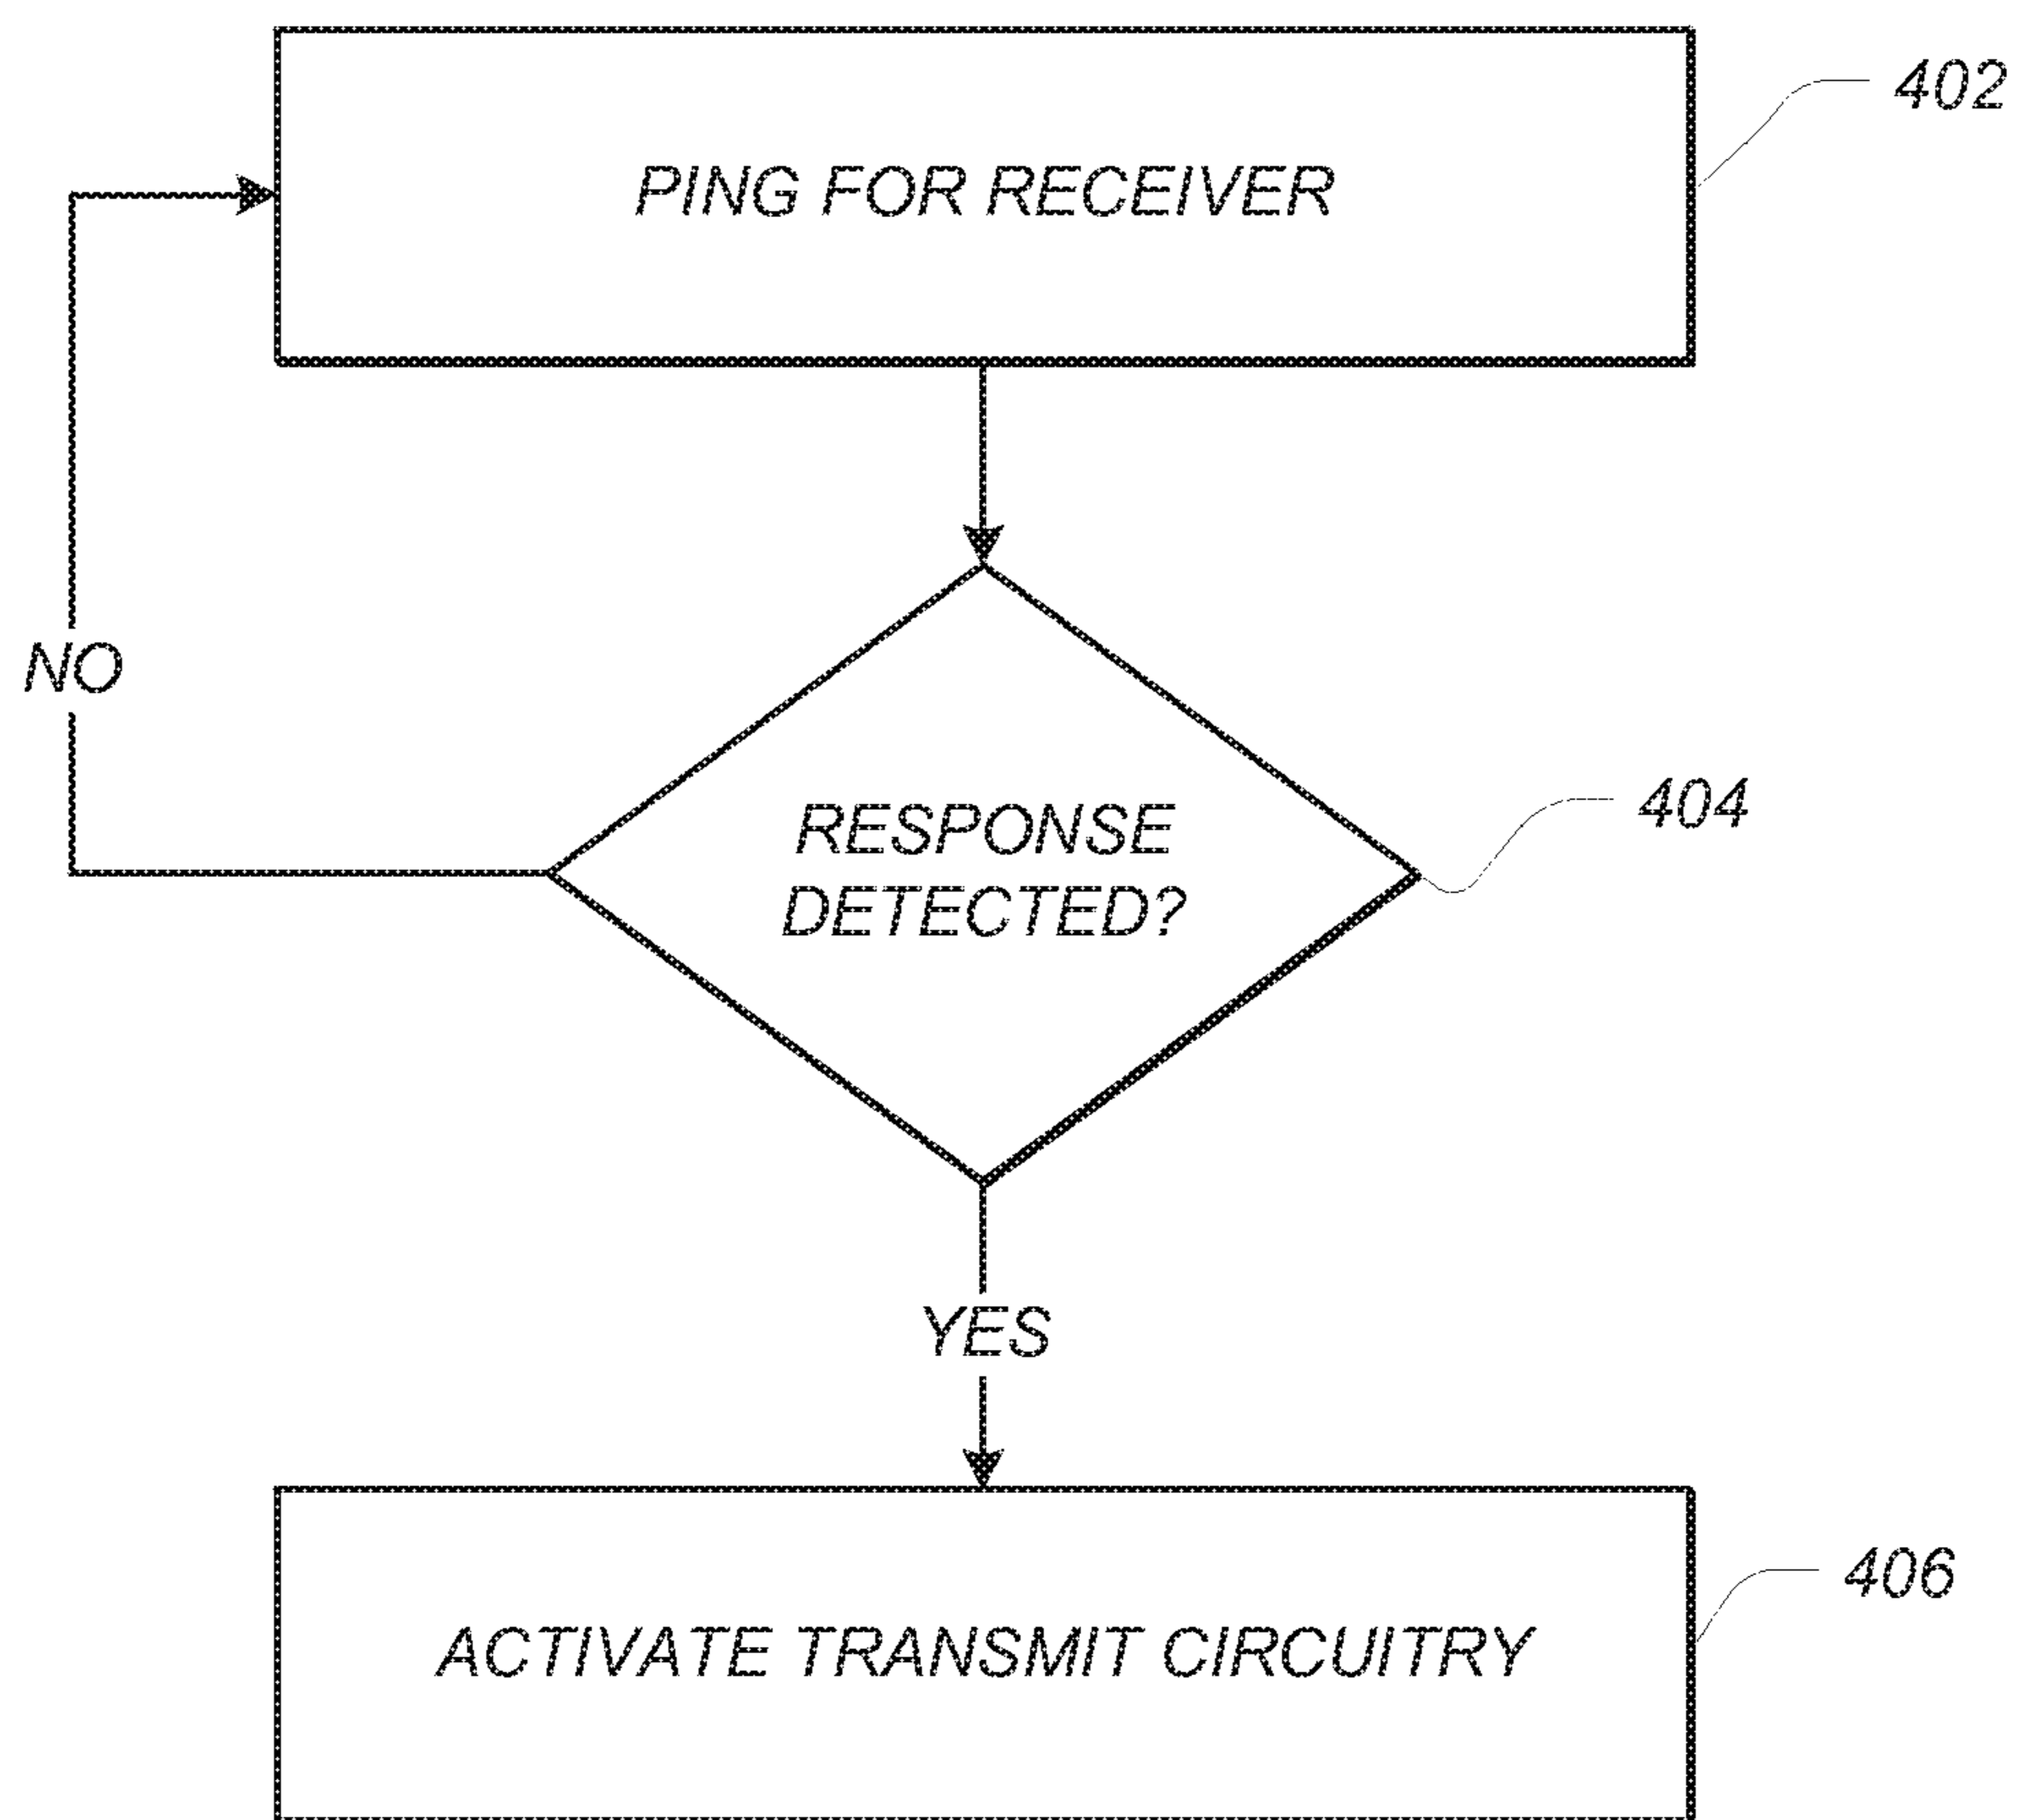 402
PING FOR RECEIVER
NO
RESPONSE
DETECTED?
404
YES
406
ACTIVATE TRANSMIT CIRCUITRY